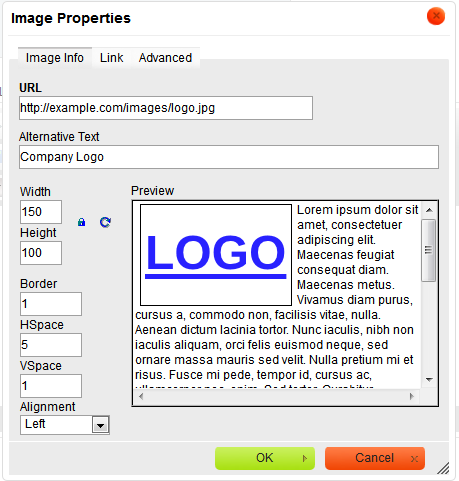 Image Properties
Image Info
Link
Advanced
URL
http://example.com/images/logo.jpg
Alternative Text
Company Logo
Width
150
Height
100
Border
1
HSpace
5
VSpace
1
Alignment
Left
Preview
LOGO
Lorem ipsum dolor sit
amet, consectetuer
adipiscing elit.
Maecenas feugiat
consequat diam.
Maecenas metus.
Vivamus diam purus,
cursus a, commodo non, facilisis vitae, nulla.
Aenean dictum lacinia tortor. Nunc iaculis, nibh non
iaculis aliquam, orci felis euismod neque, sed
ornare massa mauris sed velit. Nulla pretium mi et
risus. Fusce mi pede, tempor id, cursus ac,
OK
Cancel